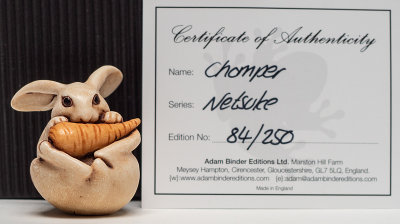 Certificate of Authenticity
Name: Chomper
Series: Netsuke
Edition No: 84/250
Adam Binder Editions Ltd. Marston Hill Farm
Meysey Hampton, Cirencester, Gloucestershire, GL7 5LQ, England.
{w}:www.adambindereditions.com {e}:adam@adambindereditions.com
Made in England